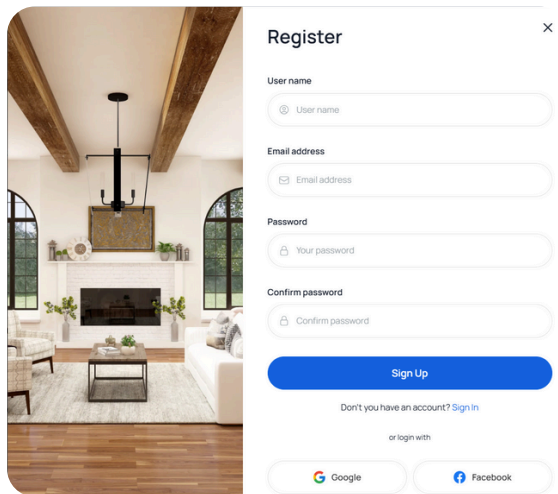 Register
User name
User name
Email address
Email address
Password
Your password
Confirm password
Confirm password
Sign Up
Don't you have an account? Sign In
or login with
Google
Facebook